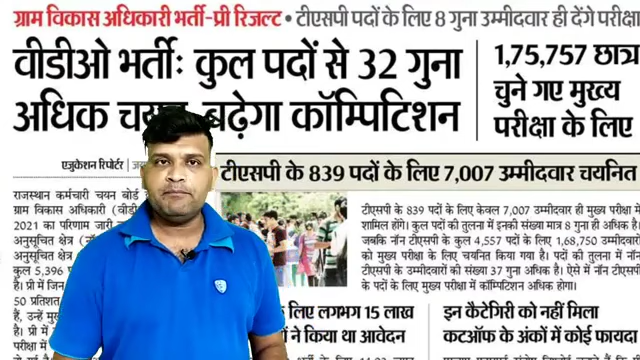 ग्राम विकास अधिकारी भर्ती-प्री रिजल्ट • टीएसपी पदों के लिए 8 गुना उम्मीदवार ही देंगे परीक्षा
वीडीओ भर्तीः कुल पदों से 32 गुना
अधिक चयन, बढ़ेगा कॉम्पिटिशन
1,75,757 छात्र
चुने गए मुख्य
परीक्षा के लिए
एजुकेशन रिपोर्टर
टीएसपी के 839 पदों के लिए 7,007 उम्मीदवार चयनित
राजस्थान कर्मचारी चयन बोर्ड
ग्राम विकास अधिकारी (वीडी
2021 का परिणाम जारी
अनुसूचित क्षेत्र
अनुसूचित क्षेत्र
कुल 5,396
प्री में जिन
50 प्रतिशत
हैं, उन्हें
में
टीएसपी के 839 पदों के लिए केवल 7,007 उम्मीदवार ही मुख्य परीक्षा में
शामिल होंगे। कुल पदों की तुलना में इनकी संख्या मात्र 8 गुना ही अधिक है।
जबकि नॉन टीएसपी के कुल 4,557 पदों के लिए 1,68,750 उम्मीदवारों
को मुख्य परीक्षा के लिए चयनित किया गया है। पदों की तुलना में नॉन
टीएसपी के उम्मीदवारों की संख्या 37 गुना अधिक है। ऐसे में नॉन टीएसपी
के पदों के लिए मुख्य परीक्षा में कॉम्पिटिशन अधिक होगा।
के लिए लगभग 15 लाख
ने किया था आवेदन
इन कैटेगिरी को नहीं मिला
कटऑफ के अंकों में कोई फायदा